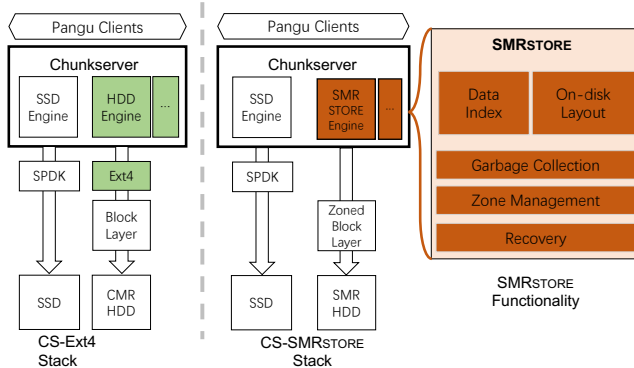 Pangu Clients
Chunkserver
SSD
Engine
HDD
Engine
...
SPDK
Ext4
Block
Layer
SSD
CMR
HDD
CS-Ext4
Stack
Pangu Clients
Chunkserver
SSD
Engine
SMR
STORE
Engine
...
SPDK
Zoned
Block
Layer
SSD
SMR
HDD
CS-SMRSTORE
Stack
SMRSTORE
Data
Index
On-disk
Layout
Garbage Collection
Zone Management
Recovery
SMRSTORE
Functionality